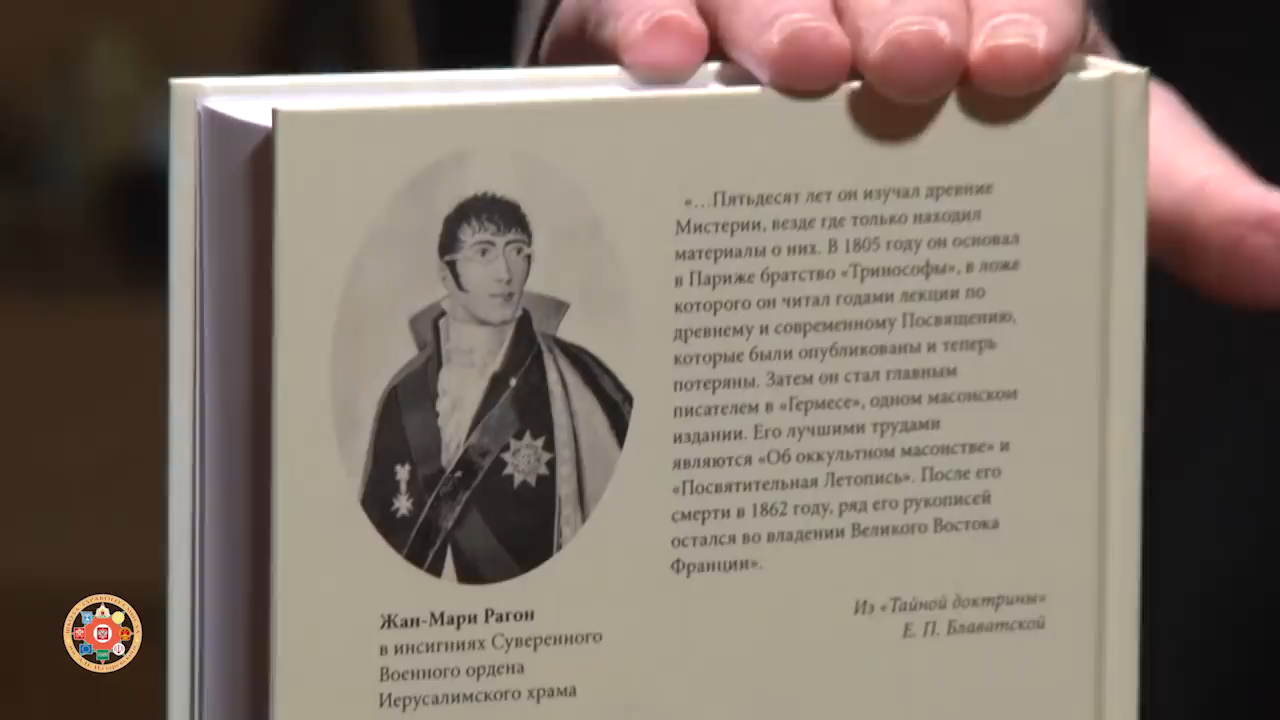 «…Пятьдесят лет он изучал древние
Мистерии, везде где только находил
материалы о них. В 1805 году он основал
в Париже братство «Тринософы», в ложе
которого он читал годами лекции по
древнему и современному Посвящению,
которые были опубликованы и теперь
потеряны. Затем он стал главным
писателем в «Гермесе», одном масонском
издании. Его лучшими трудами
являются «Об оккультном масонстве» и
«Посвятительная Летопись». После его
смерти в 1862 году, ряд его рукописей
остался во владении Великого Востока
Франции».
Из «Тайной доктрины»
Е. П. Блаватской
Жан-Мари Рагон
в инсигниях Суверенного
Военного ордена
Иерусалимского храма